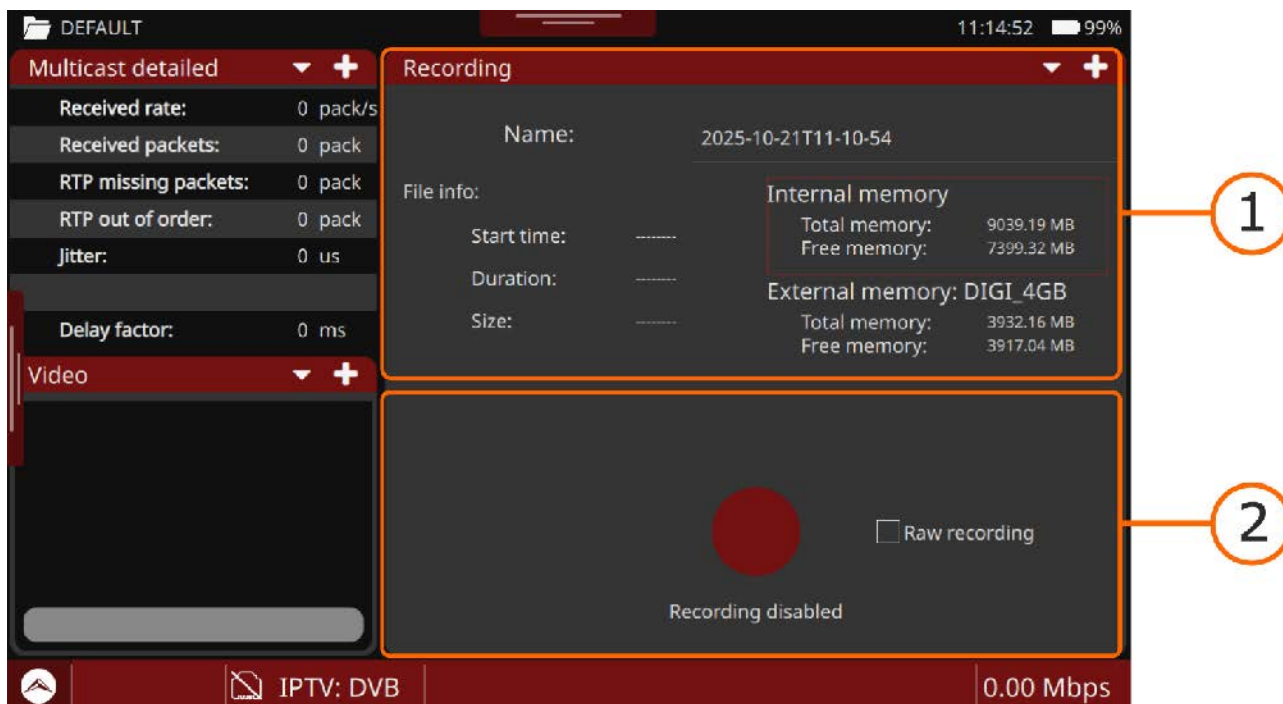 DEFAULT
11:14:52 99%
Multicast detailed
Received rate: 0 pack/s
Received packets: 0 pack
RTP missing packets: 0 pack
RTP out of order: 0 pack
Jitter: 0 us
Delay factor: 0 ms
Video
Recording
Name: 2025-10-21T11-10-54
File info:
Start time: --------
Duration: --------
Size: --------
Internal memory
Total memory: 9039.19 MB
Free memory: 7399.32 MB
External memory: DIGI_4GB
Total memory: 3932.16 MB
Free memory: 3917.04 MB
1
Raw recording
Recording disabled
2
IPTV: DVB
0.00 Mbps